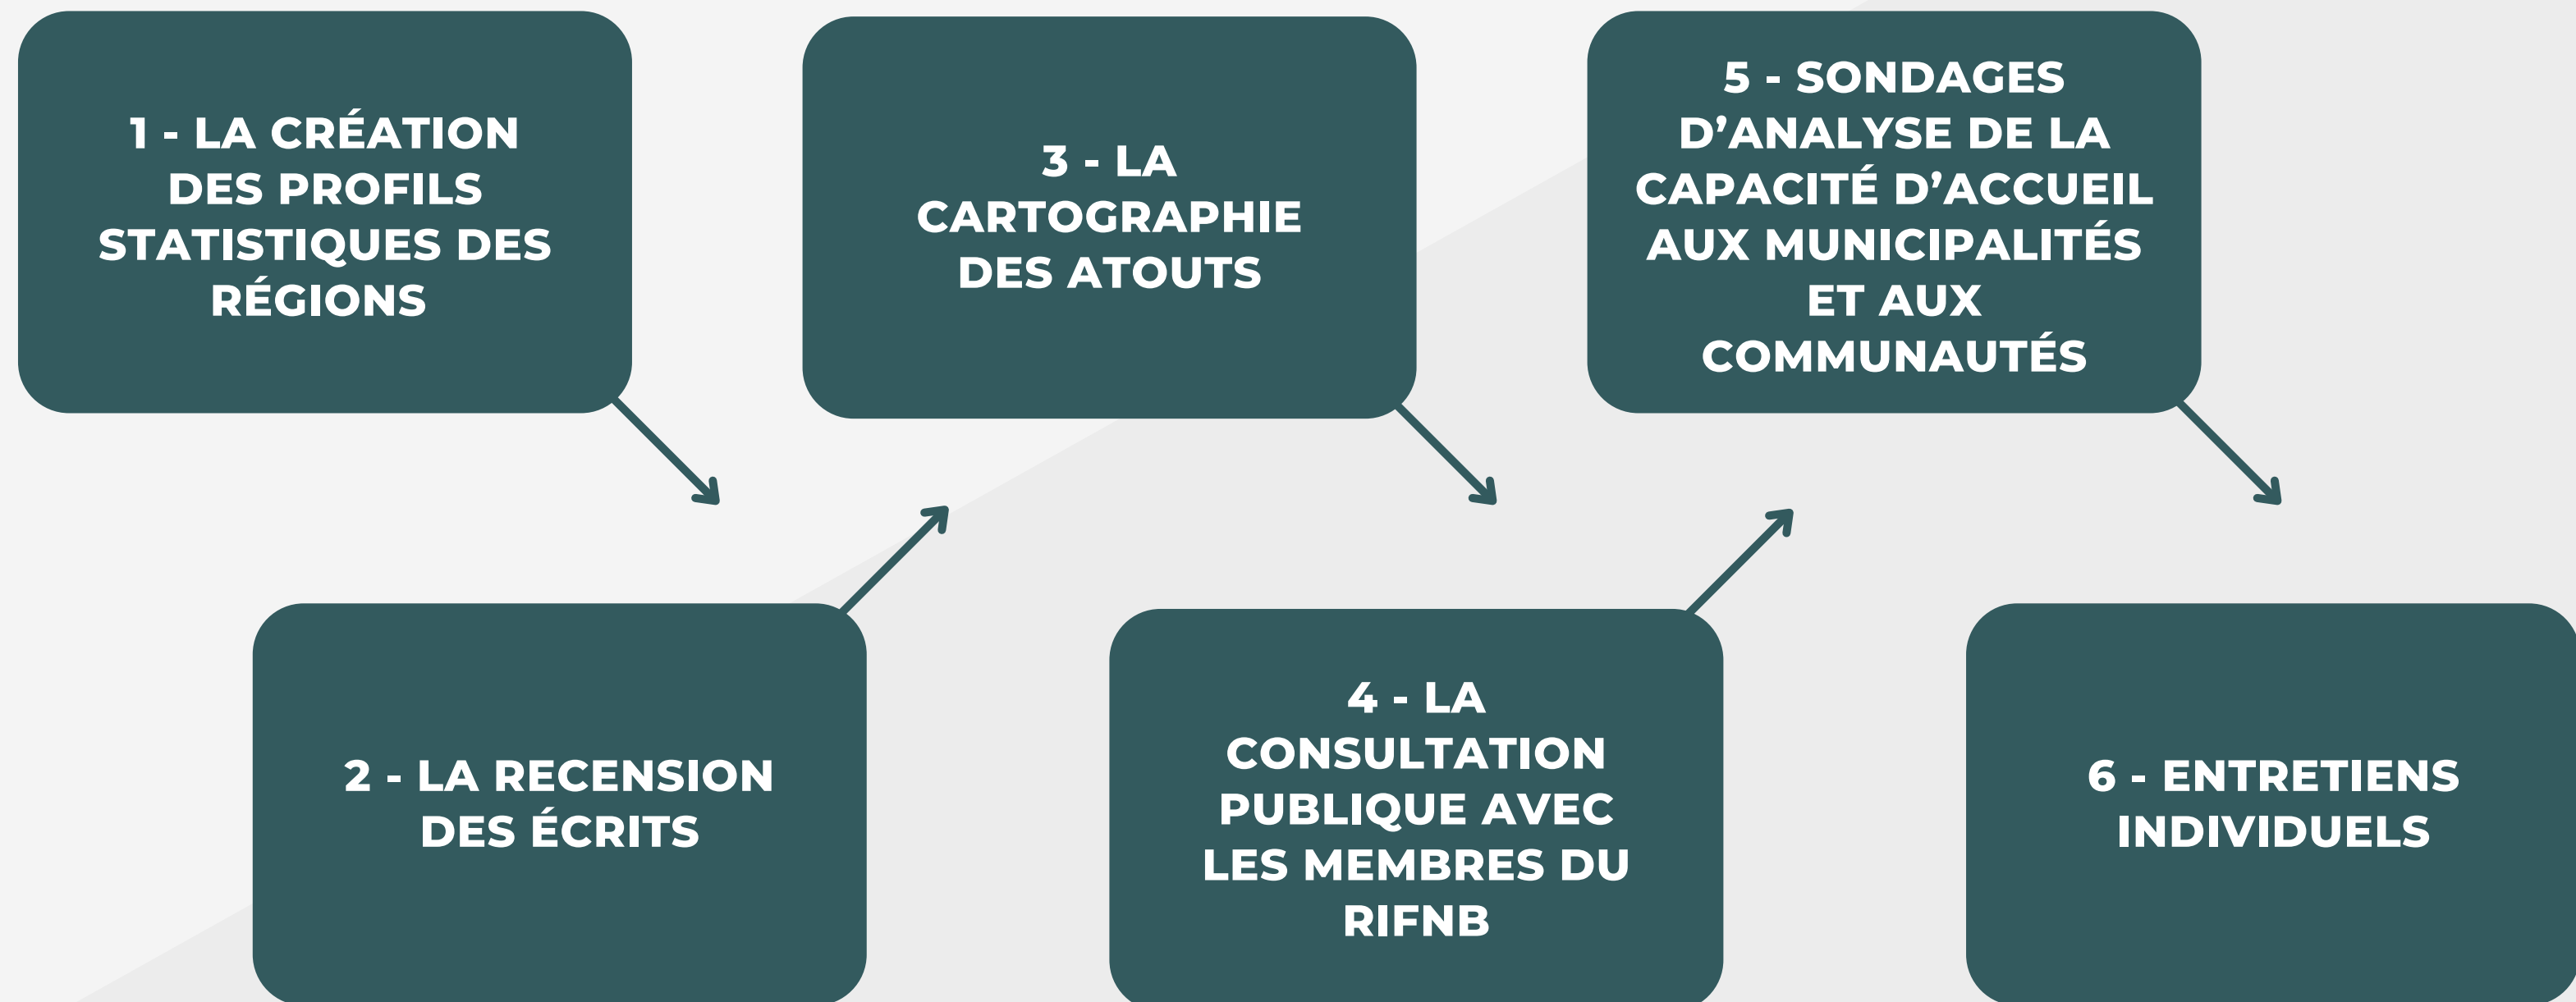 1 - LA CRÉATION
DES PROFILS
STATISTIQUES DES
RÉGIONS
2 - LA RECENSION
DES ÉCRITS
3 - LA
CARTOGRAPHIE
DES ATOUTS
4 - LA
CONSULTATION
PUBLIQUE AVEC
LES MEMBRES DU
RIFNB
5 - SONDAGES
D’ANALYSE DE LA
CAPACITÉ D’ACCUEIL
AUX MUNICIPALITÉS
ET AUX
COMMUNAUTÉS
6 - ENTRETIENS
INDIVIDUELS